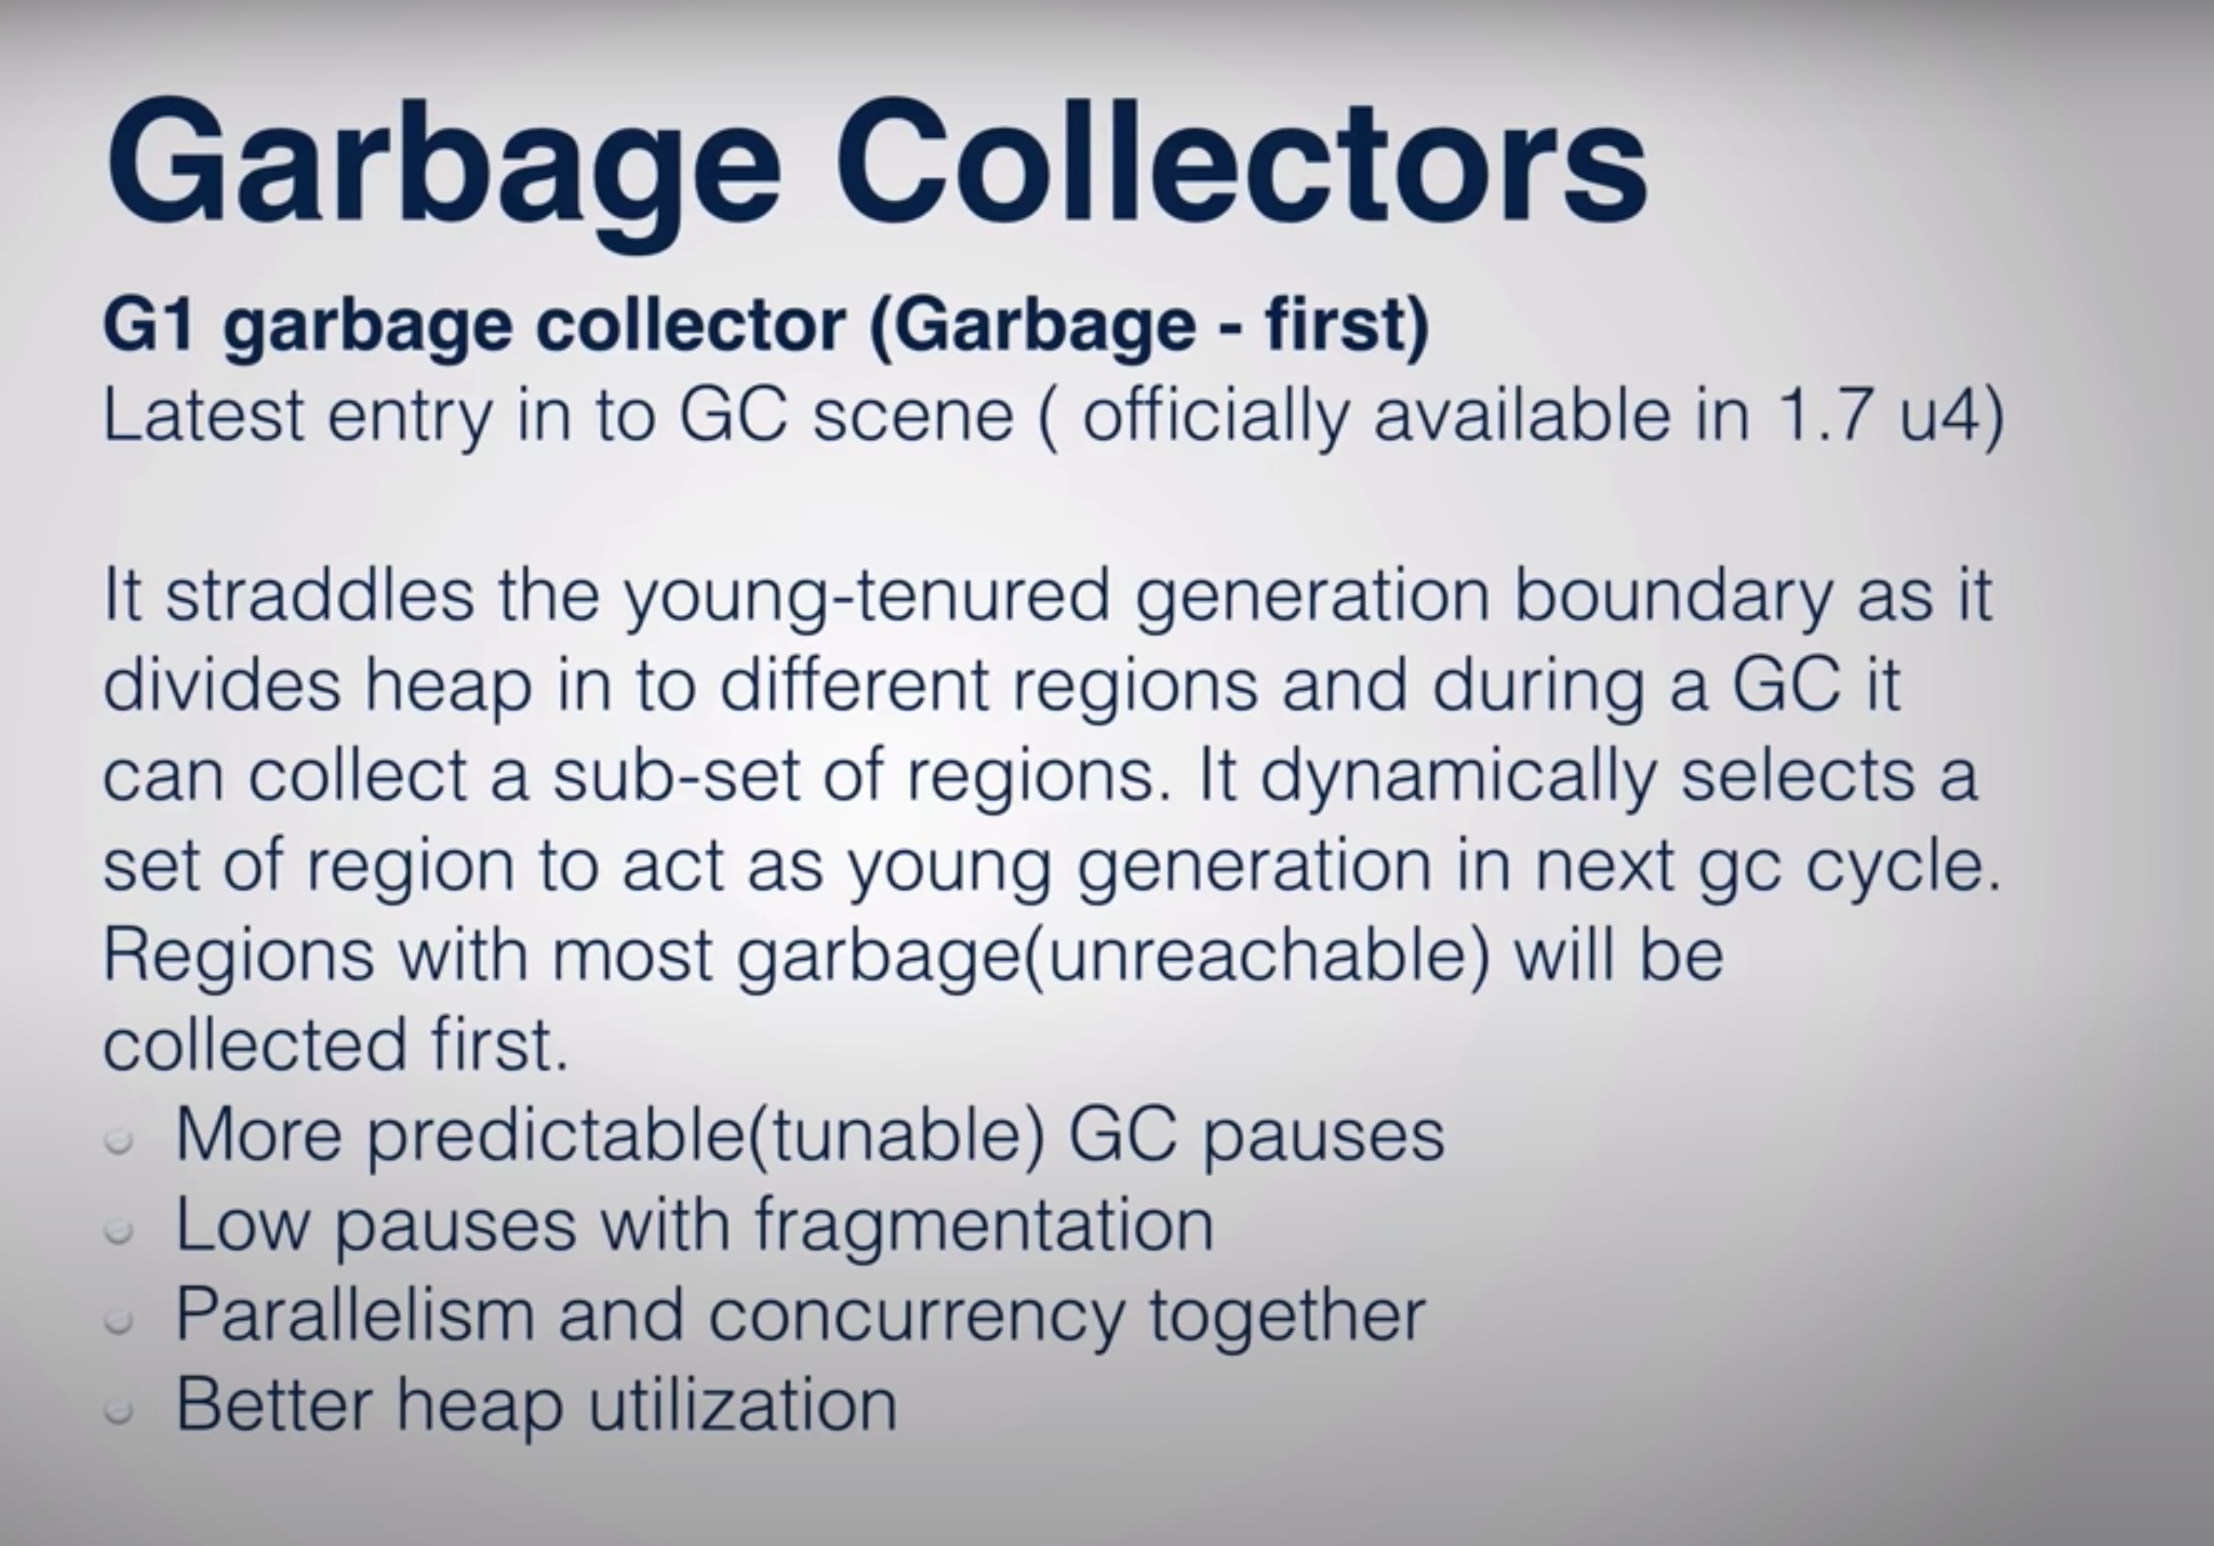 Garbage Collectors
G1 garbage collector (Garbage - first)
Latest entry in to GC scene ( officially available in 1.7 u4)
It straddles the young-tenured generation boundary as it
divides heap in to different regions and during a GC it
can collect a sub-set of regions. It dynamically selects a
set of region to act as young generation in next gc cycle.
Regions with most garbage(unreachable) will be
collected first.
More predictable(tunable) GC pauses
Low pauses with fragmentation
Parallelism and concurrency together
Better heap utilization